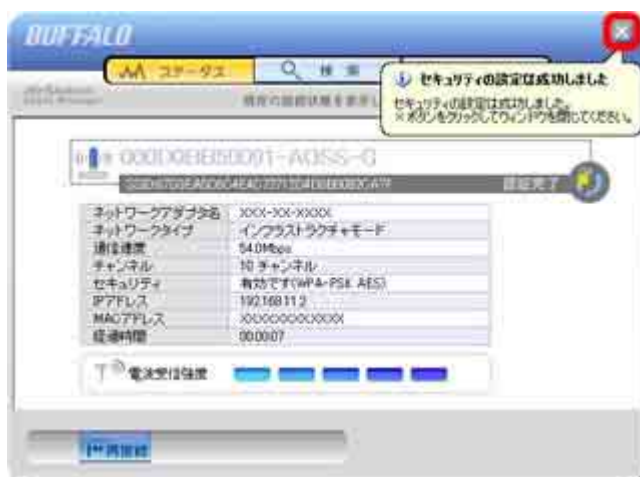 BUFFALO
ステータス
検索
セキュリティの設定は成功しました
セキュリティの設定は成功しました。
×ボタンをクリックしてウィンドウを閉じてください。
認証完了
ネットワークアダプタ名 XXX-XX-XXXXX
ネットワークタイプ インフラストラクチャモード
通信速度 54.0Mbps
チャンネル 10 チャンネル
セキュリティ 有効です(WPA-PSK AES)
IPアドレス 192.168.11.2
MACアドレス XXXXXXXXXXXX
経過時間 00:00:07
電波受信強度
再接続